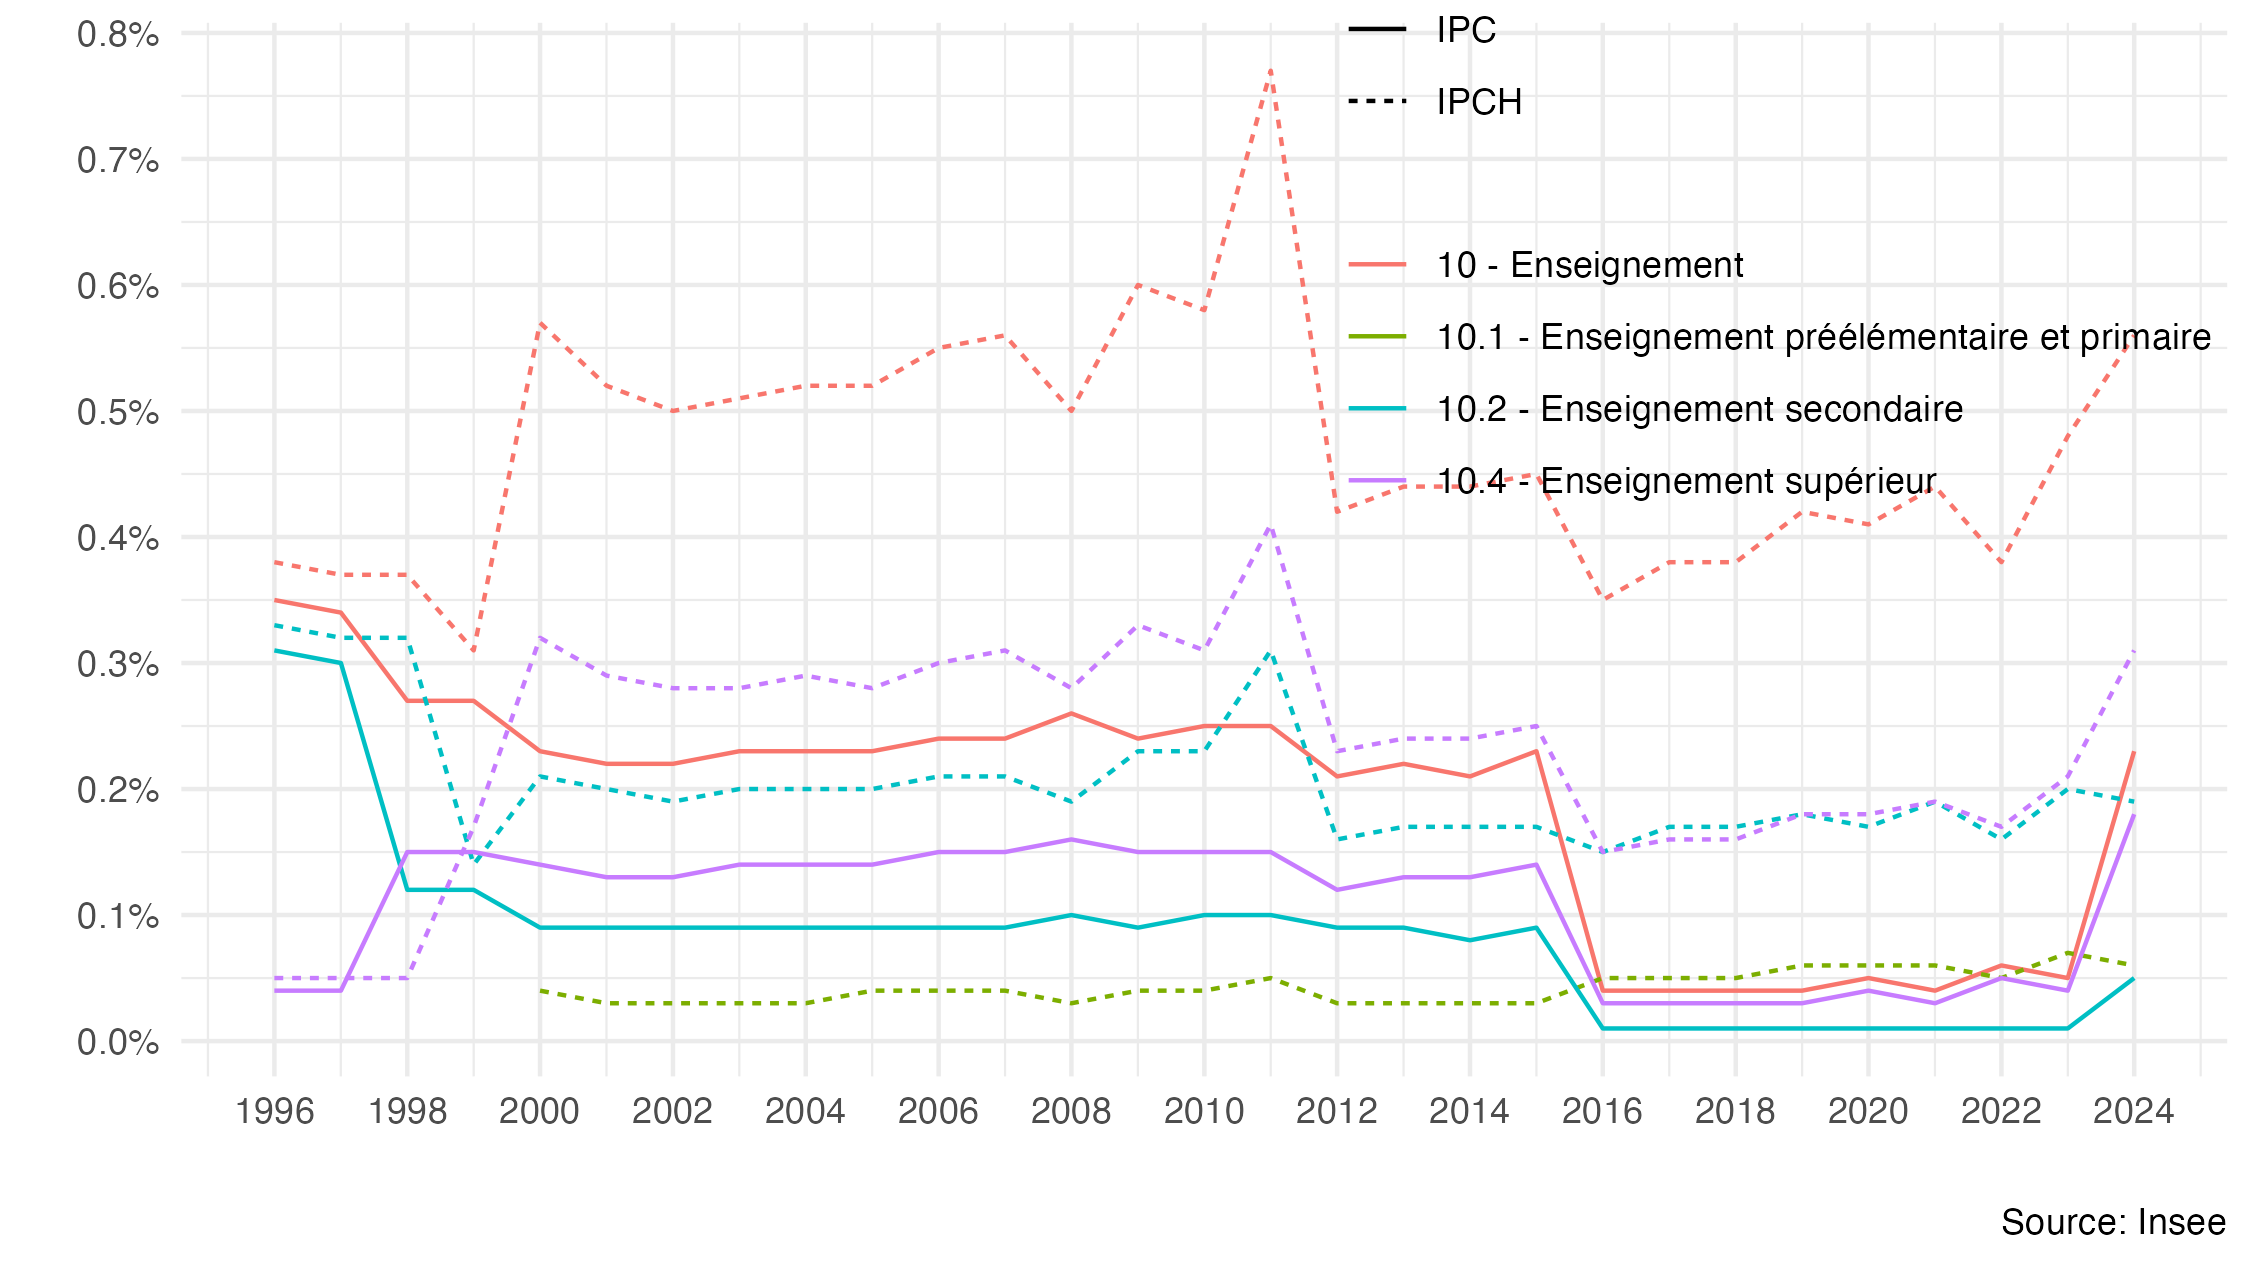 0.8%
0.7%
0.6%
0.5%
0.4%
0.3%
0.2%
0.1%
0.0%
IPC
IPCH
10 - Enseignement
10.1 - Enseignement préélémentaire et primaire
10.2 - Enseignement secondaire
10.4 - Enseignement supérieur
1996 1998 2000 2002 2004 2006 2008 2010 2012 2014 2016 2018 2020 2022 2024
Source: Insee